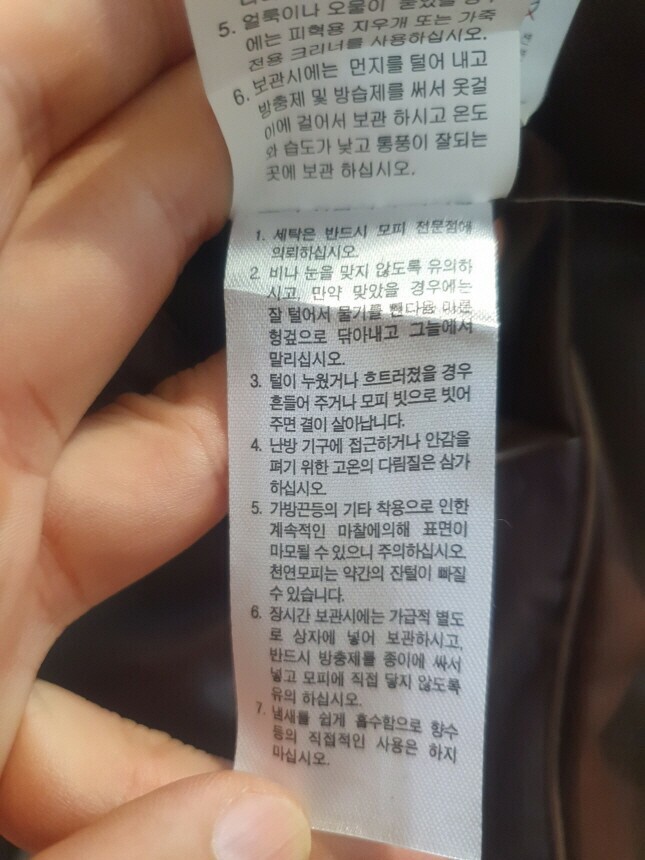 5. 얼룩이나 오물이 묻었을 경우
에는 피혁용 지우개 또는 가죽
전용 크리너를 사용하십시오.
6. 보관시에는 먼지를 털어 내고
방충제 및 방습제를 써서 옷걸
이에 걸어서 보관 하시고 온도
와 습도가 낮고 통풍이 잘되는
곳에 보관 하십시오.
1. 세탁은 반드시 모피 전문점에
의뢰하십시오.
2. 비나 눈을 맞지 않도록 유의하
시고 만약 맞았을 경우에는
잘 털어서 물기를 뺀다음 마른
헝겊으로 닦아내고 그늘에서
말리십시오.
3. 털이 누웠거나 흐트러졌을 경우
흔들어 주거나 모피 빗으로 빗어
주면 결이 살아납니다.
4. 난방 기구에 접근하거나 안감을
펴기 위한 고온의 다림질은 삼가
하십시오.
5. 가방끈등의 기타 착용으로 인한
계속적인 마찰에의해 표면이
마모될 수 있으니 주의하십시오.
천연모피는 약간의 잔털이 빠질
수 있습니다.
6. 장시간 보관시에는 가급적 별도
로 상자에 넣어 보관하시고,
반드시 방충제를 종이에 싸서
넣고 모피에 직접 닿지 않도록
유의 하십시오.
7. 냄새를 쉽게 흡수함으로 향수
등의 직접적인 사용은 하지
마십시오.